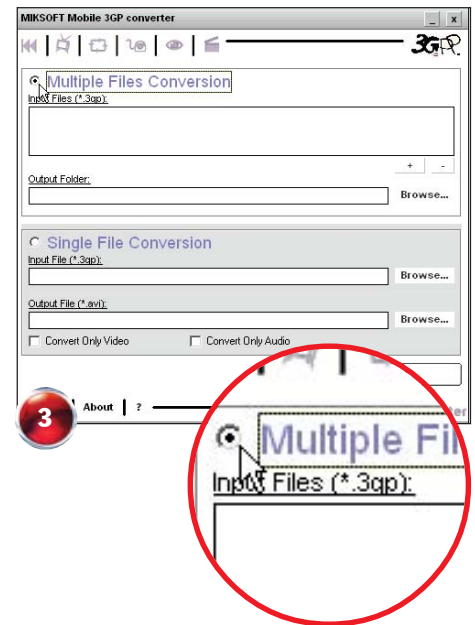 MIKSOFT Mobile 3GP converter
_ x
3GP
Multiple Files Conversion
Input Files (*.3gp):
+ -
Output Folder:
Browse...
Single File Conversion
Input File (*.3gp):
Browse...
Output File (*.avi):
Browse...
Convert Only Video Convert Only Audio
3 About ?
Multiple Fil
Input Files (*.3gp):